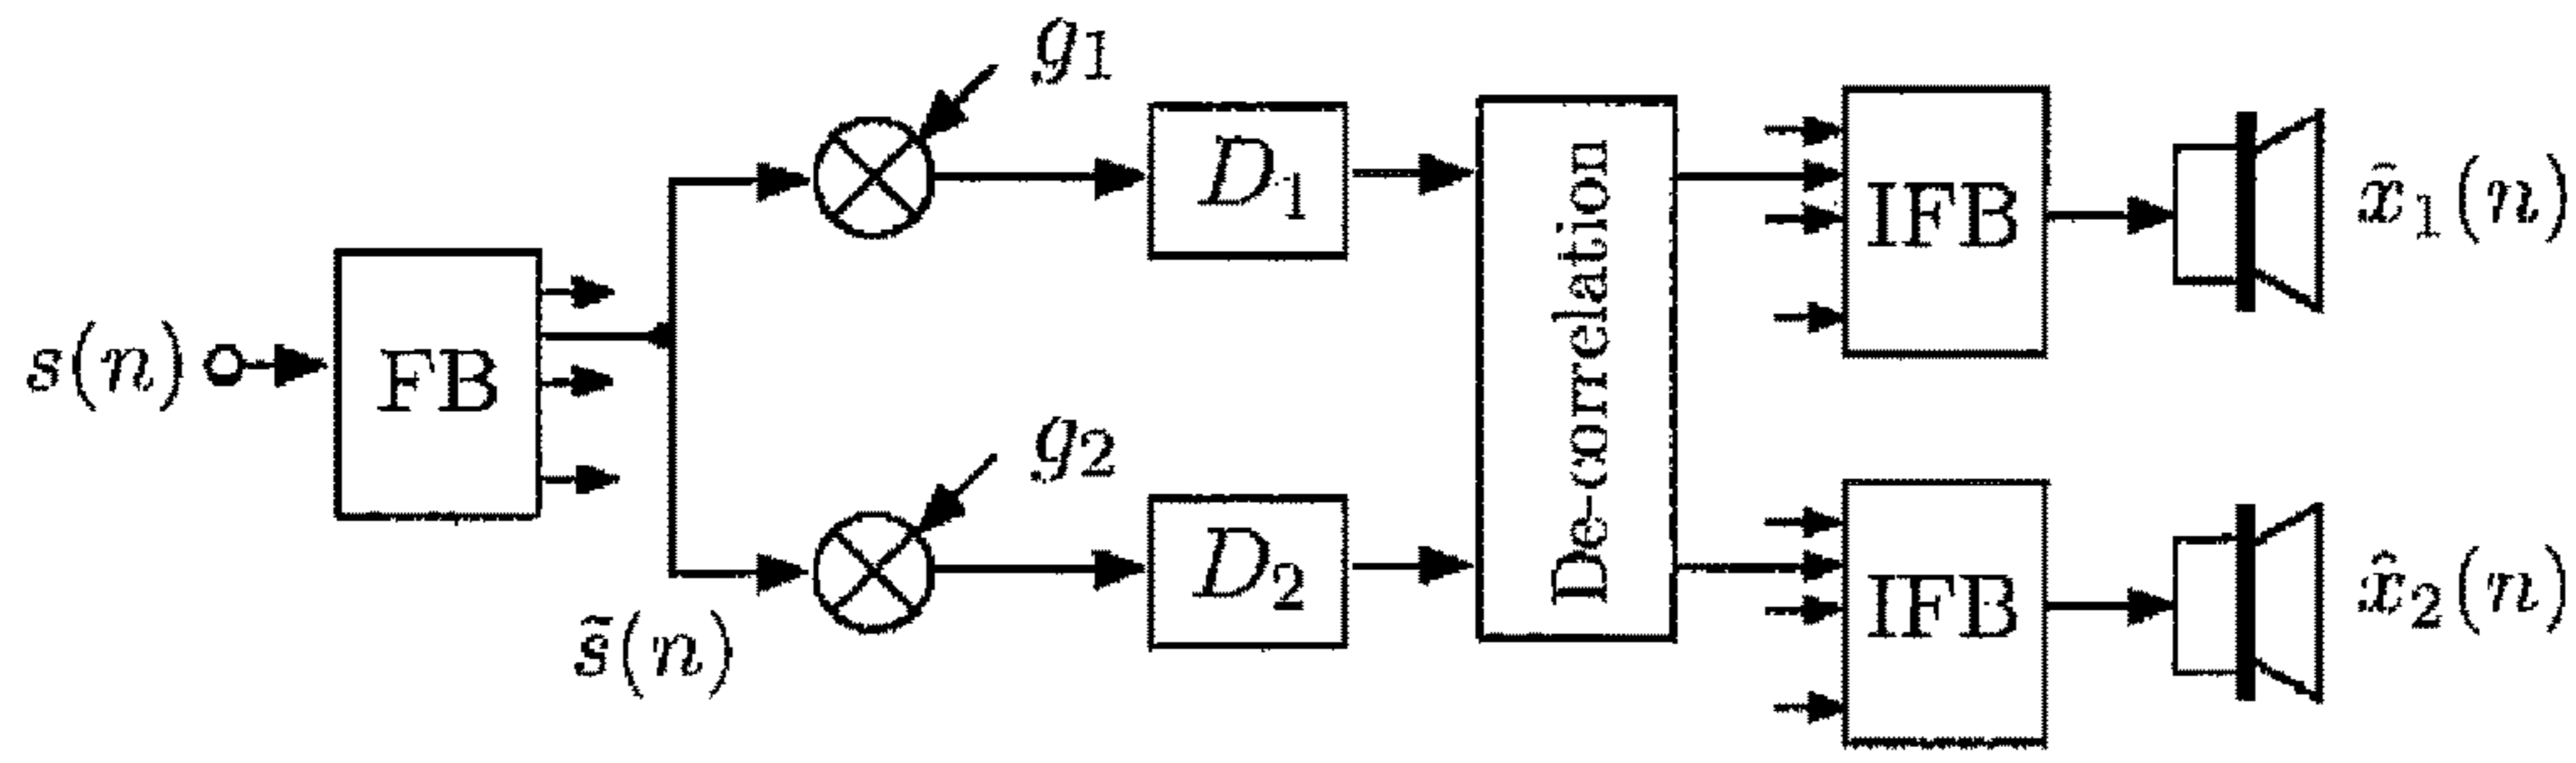 g₁
D₁
De-correlation
IFB
x̂₁(n)
s(n)
FB
g₂
D₂
IFB
x̂₂(n)
s̃(n)